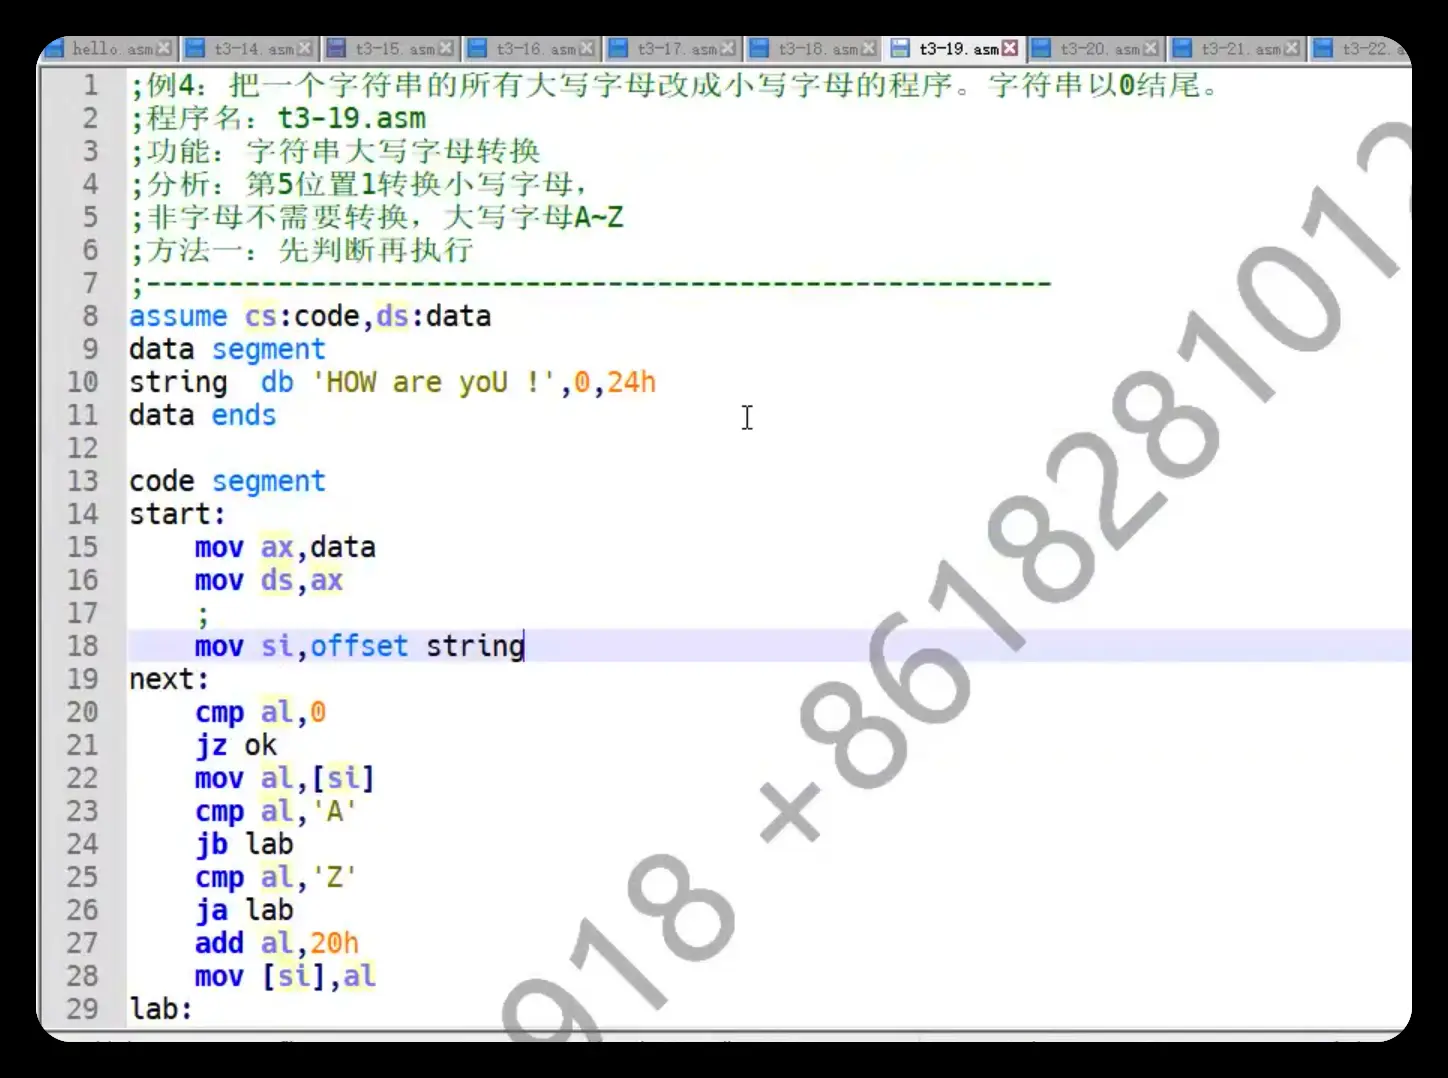 hello.asm t3-14.asm t3-15.asm t3-16.asm t3-17.asm t3-18.asm t3-19.asm t3-20.asm t3-21.asm t3-22.
1 ;例4：把一个字符串的所有大写字母改成小写字母的程序。字符串以0结尾。
2 ;程序名：t3-19.asm
3 ;功能：字符串大写字母转换
4 ;分析：第5位置1转换小写字母，
5 ;非字母不需要转换，大写字母A~Z
6 ;方法一：先判断再执行
7 ;-------------------------------------------------------
8 assume cs:code,ds:data
9 data segment
10 string  db 'HOW are yoU !',0,24h
11 data ends
12
13 code segment
14 start:
15     mov ax,data
16     mov ds,ax
17     ;
18     mov si,offset string
19 next:
20     cmp al,0
21     jz ok
22     mov al,[si]
23     cmp al,'A'
24     jb lab
25     cmp al,'Z'
26     ja lab
27     add al,20h
28     mov [si],al
29 lab:
918 +861828101